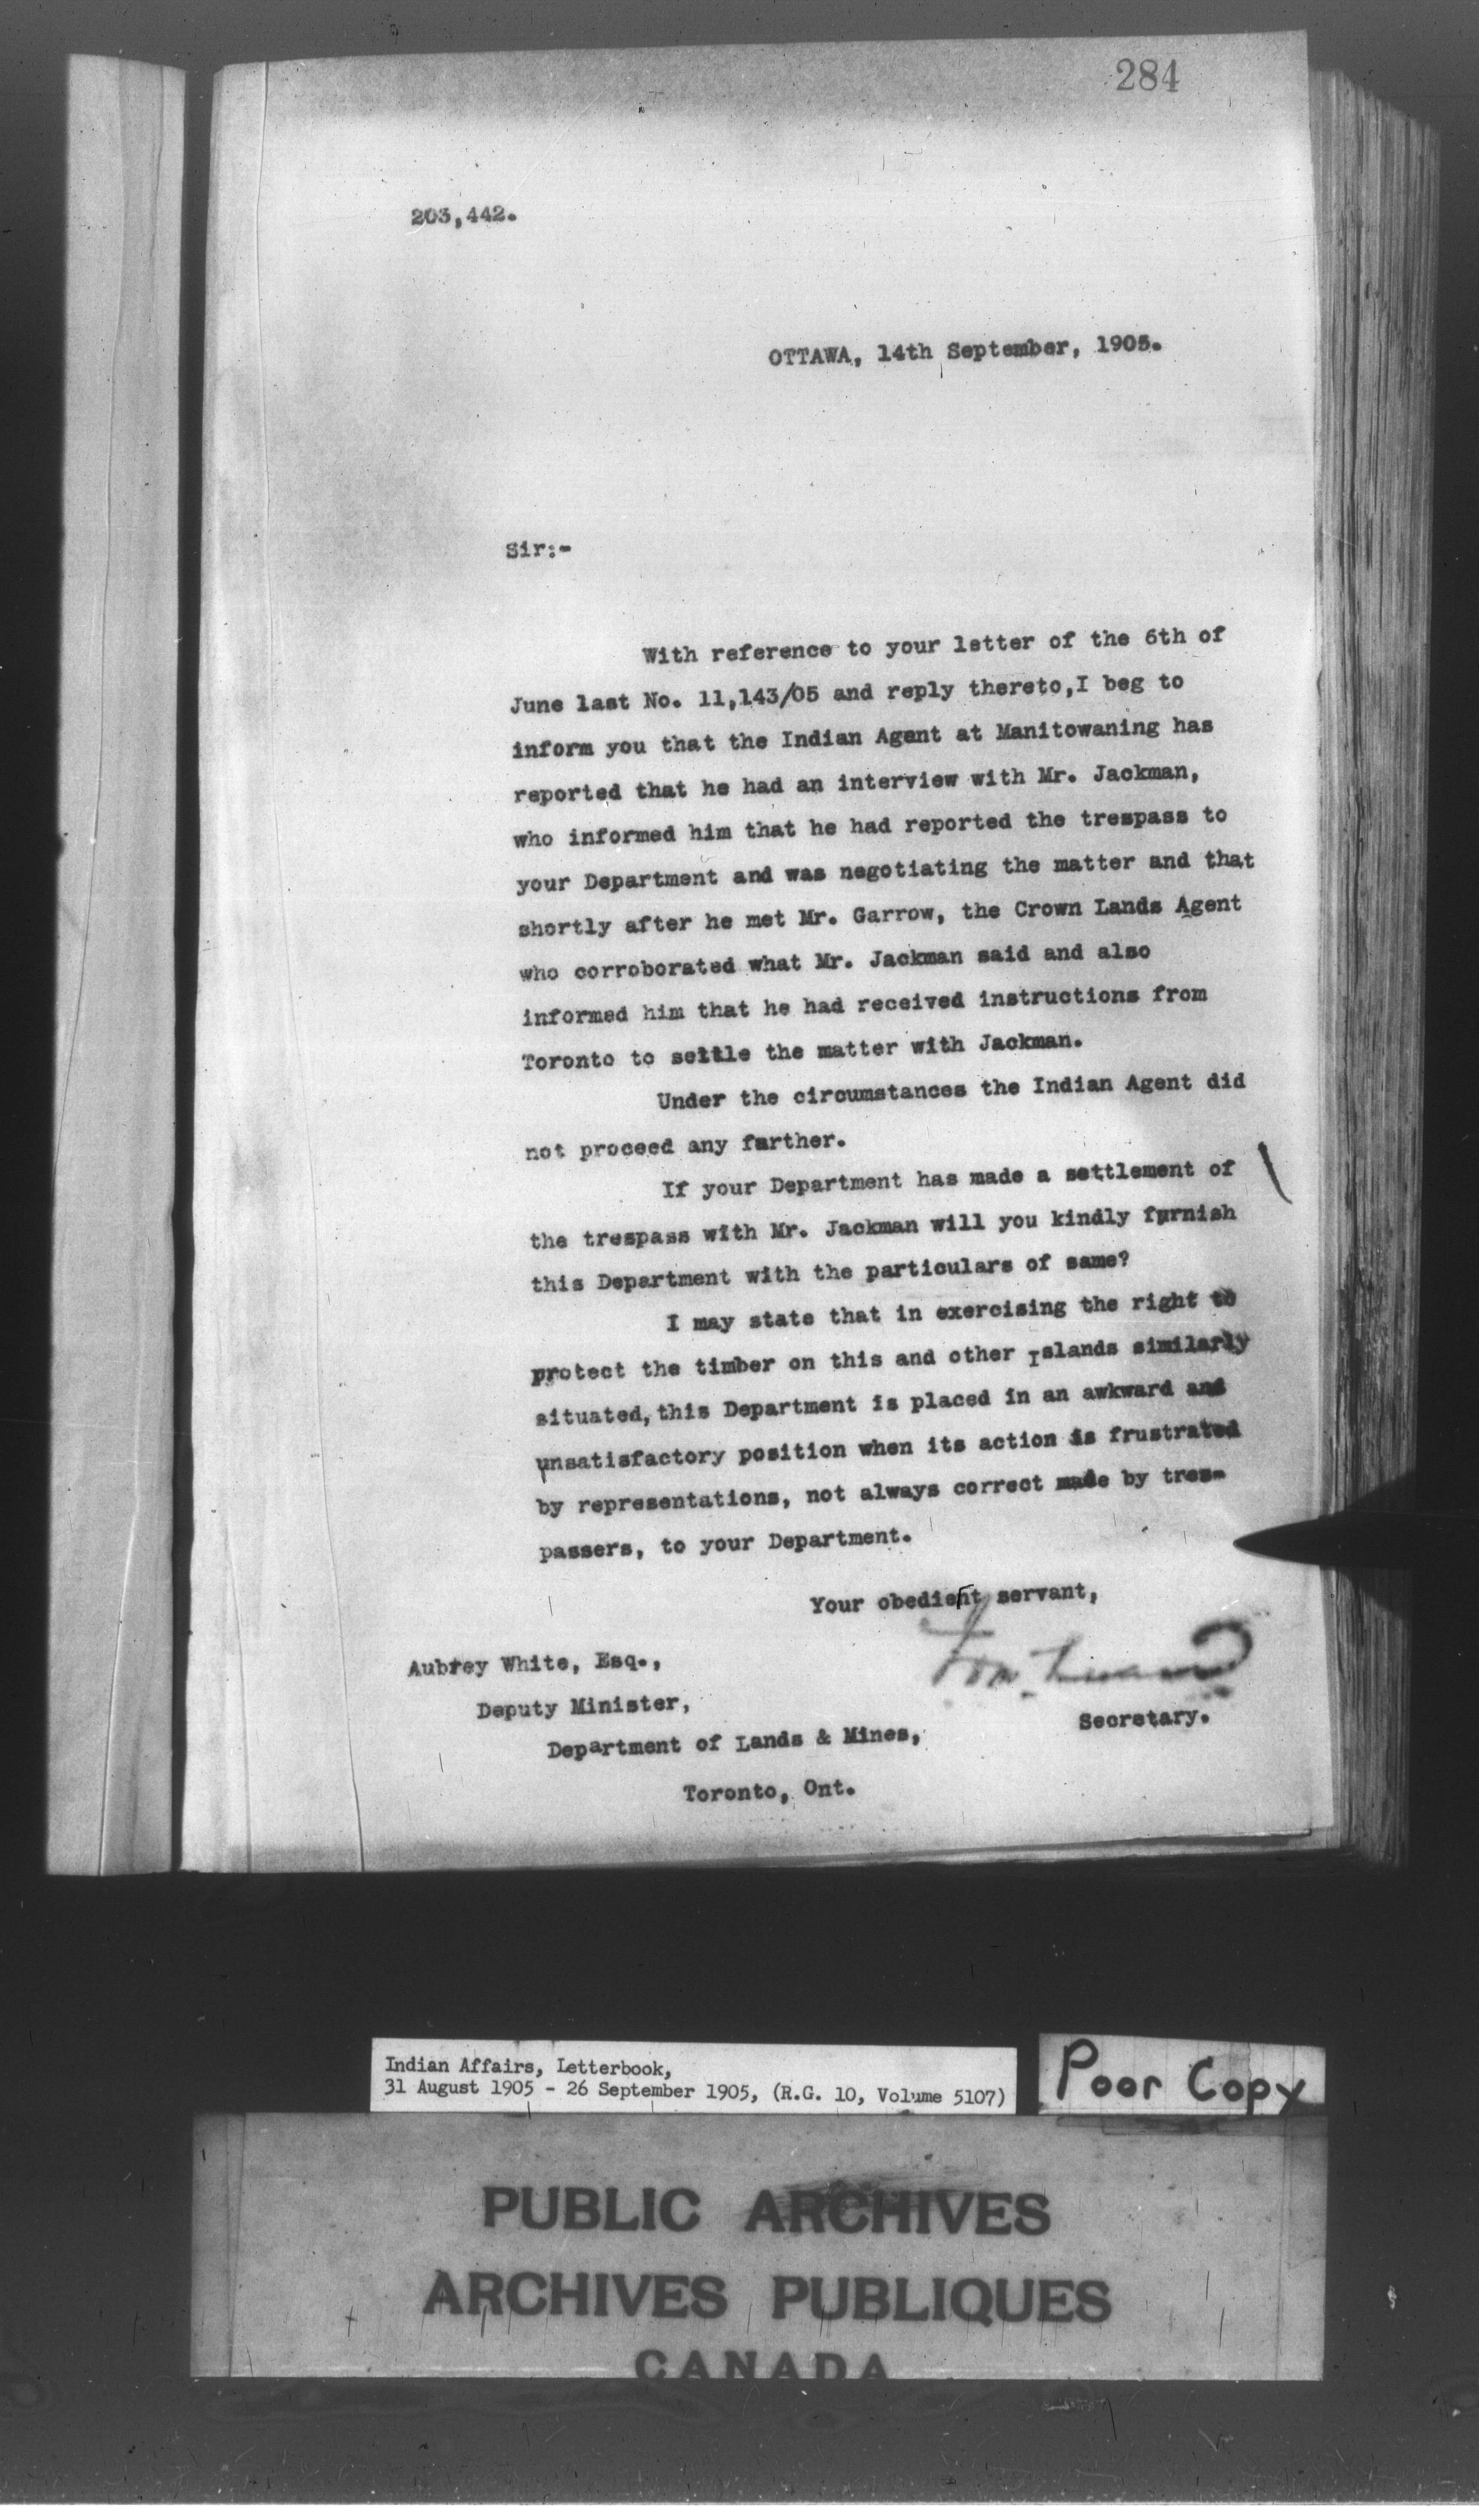 284
203,442.
OTTAWA, 14th September, 1905.
Sir:-
With reference to your letter of the 6th of
June last No. 11,143/05 and reply thereto,I beg to
inform you that the Indian Agent at Manitowaning has
reported that he had an interview with Mr. Jackman,
who informed him that he had reported the trespass to
your Department and was negotiating the matter and that
shortly after he met Mr. Garrow, the Crown Lands Agent
who corroborated what Mr. Jackman said and also
informed him that he had received instructions from
Toronto to settle the matter with Jackman.
Under the circumstances the Indian Agent did
not proceed any farther.
If your Department has made a settlement of
the trespass with Mr. Jackman will you kindly furnish
this Department with the particulars of same?
I may state that in exercising the right to
protect the timber on this and other Islands similarly
situated, this Department is placed in an awkward and
unsatisfactory position when its action is frustrated
by representations, not always correct made by tres-
passers, to your Department.
Your obedient servant,
Secretary.
Aubrey White, Esq.,
Deputy Minister,
Department of Lands & Mines,
Toronto, Ont.
Indian Affairs, Letterbook,
31 August 1905 - 26 September 1905, (R.G. 10, Volume 5107)
Poor Copy
PUBLIC ARCHIVES
ARCHIVES PUBLIQUES
CANADA